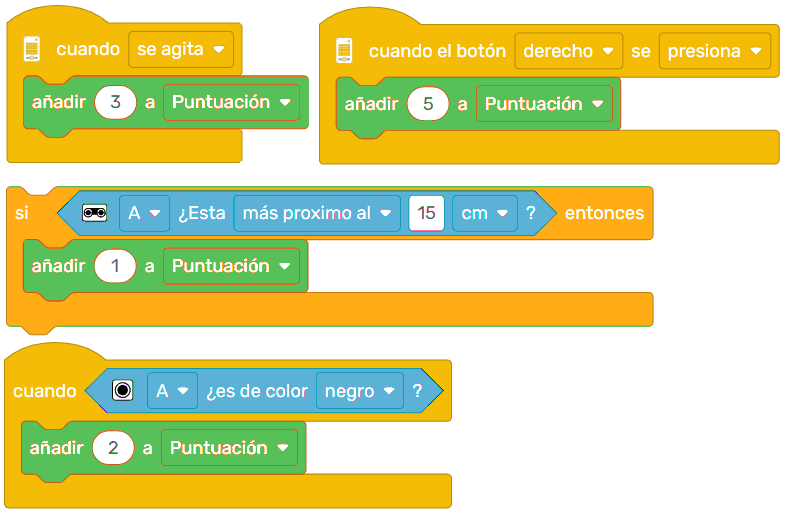 cuando se agita
añadir 3 a Puntuación
cuando el botón derecho se presiona
añadir 5 a Puntuación
si A ¿Esta más proximo al 15 cm ? entonces
añadir 1 a Puntuación
cuando A ¿es de color negro ?
añadir 2 a Puntuación